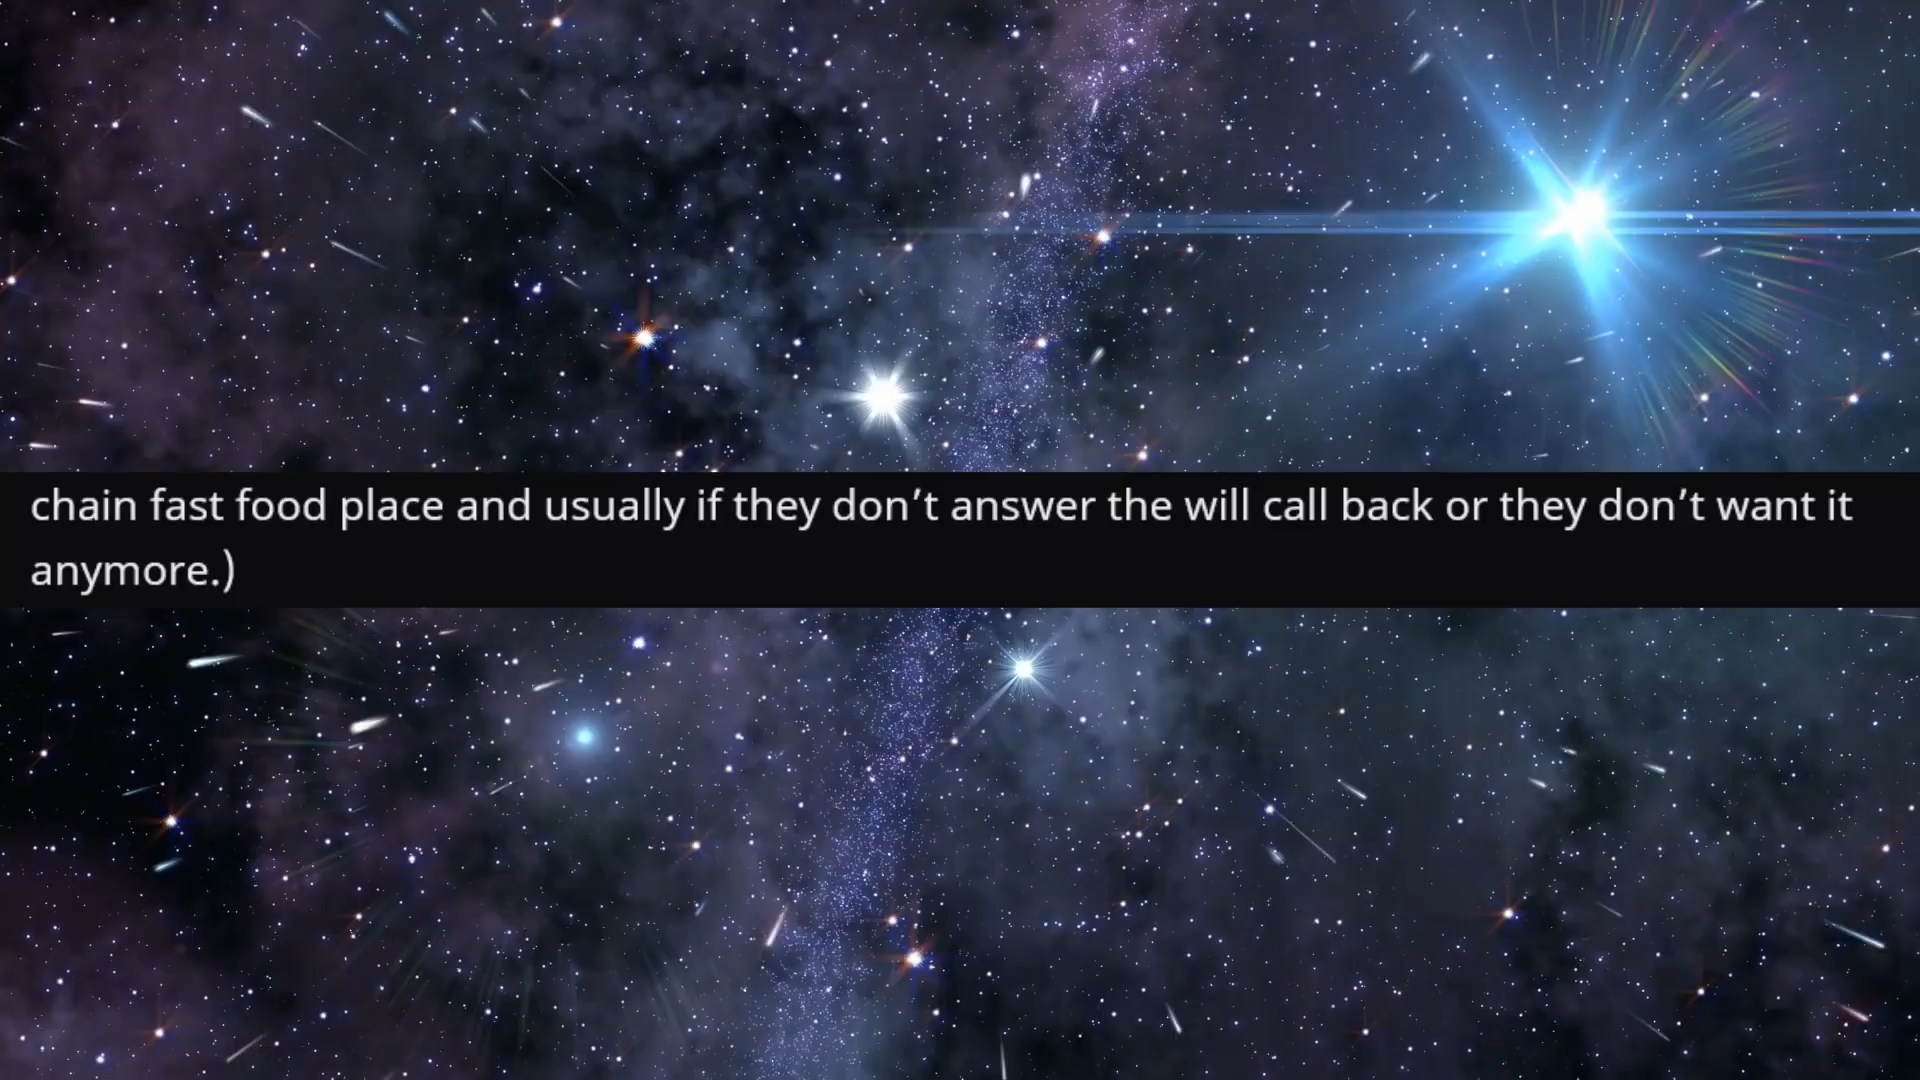 chain fast food place and usually if they don’t answer the will call back or they don’t want it
anymore.)